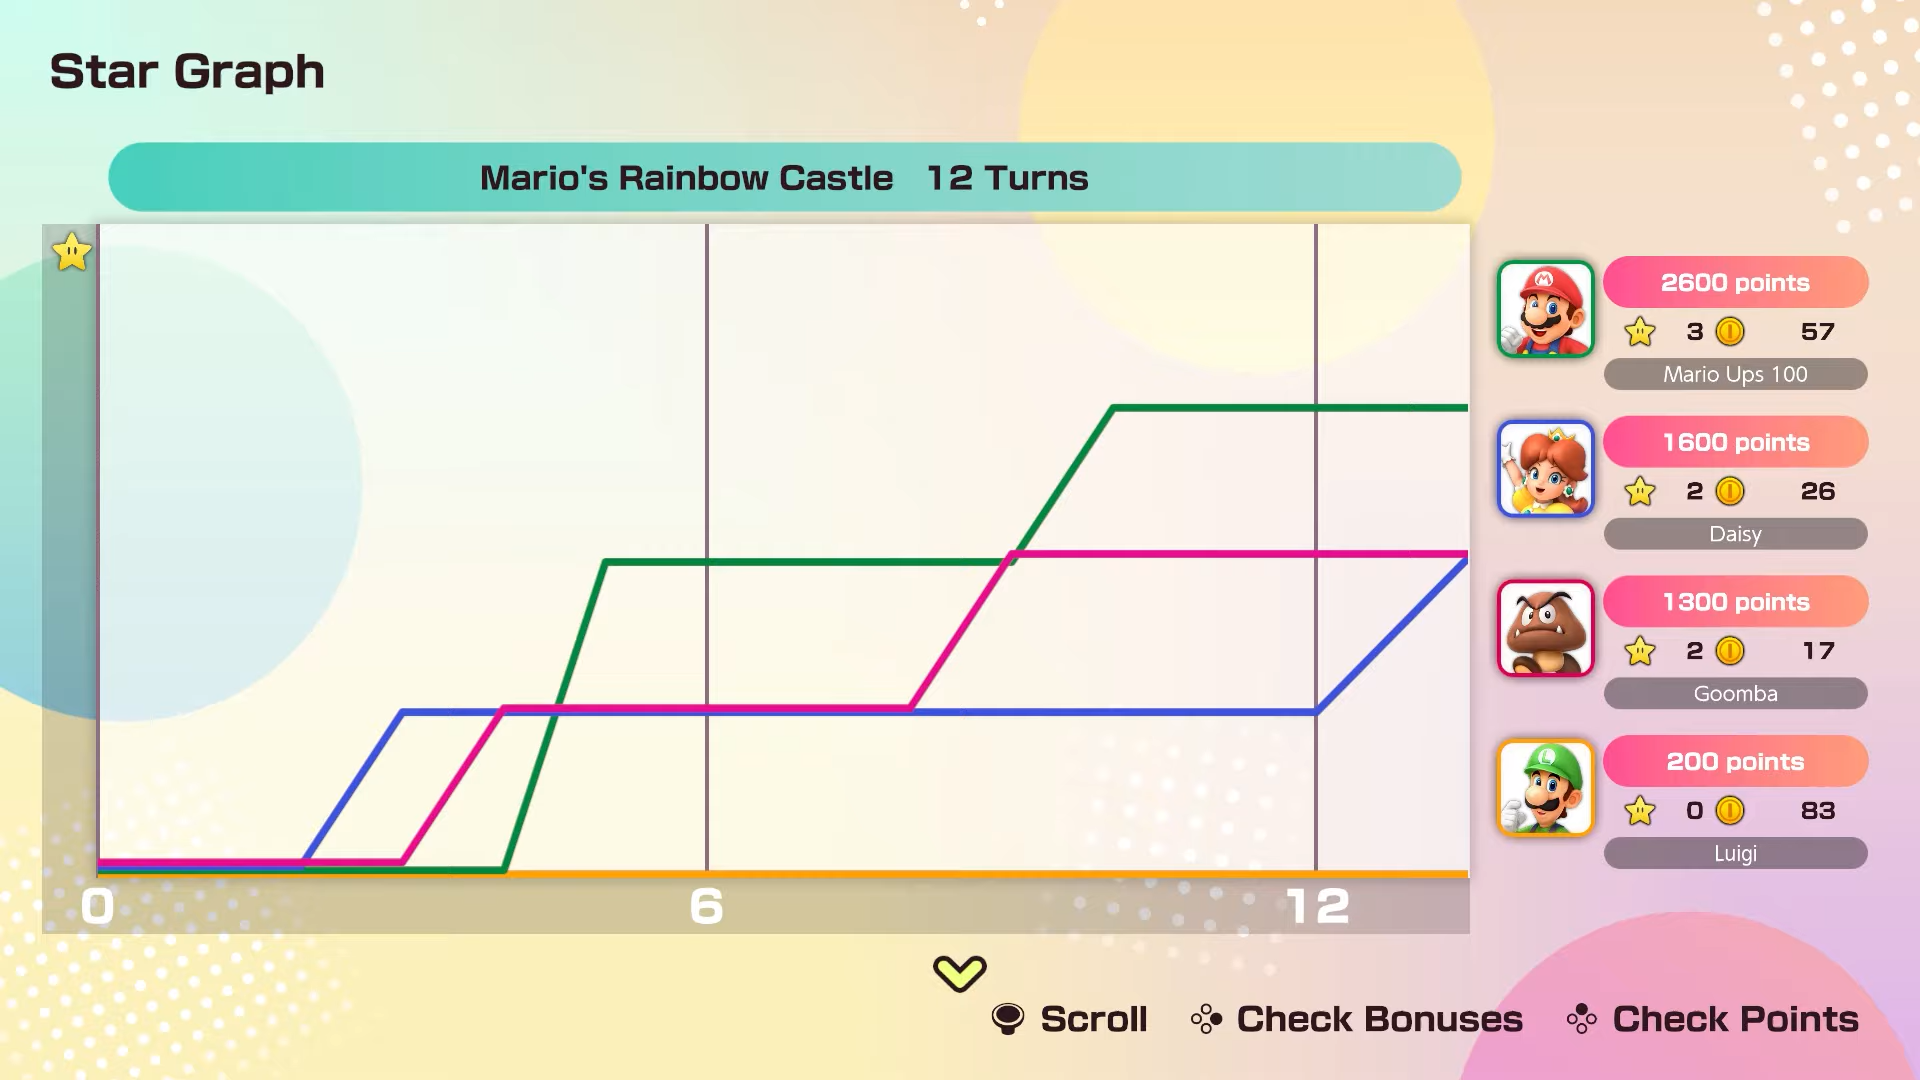 Star Graph
Mario's Rainbow Castle 12 Turns
0
6
12
2600 points
3 57
Mario Ups 100
1600 points
2 26
Daisy
1300 points
2 17
Goomba
200 points
0 83
Luigi
Scroll Check Bonuses Check Points